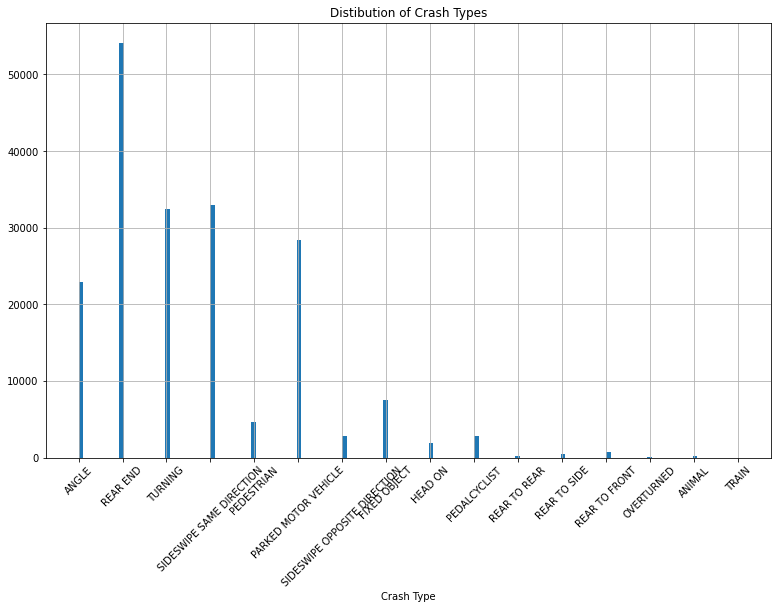 Distibution of Crash Types
50000
40000
30000
20000
10000
0
ANGLE
REAR END
TURNING
SIDESWIPE SAME DIRECTION
PEDESTRIAN
PARKED MOTOR VEHICLE
SIDESWIPE OPPOSITE DIRECTION
FIXED OBJECT
HEAD ON
PEDALCYCLIST
REAR TO REAR
REAR TO SIDE
REAR TO FRONT
OVERTURNED
ANIMAL
TRAIN
Crash Type